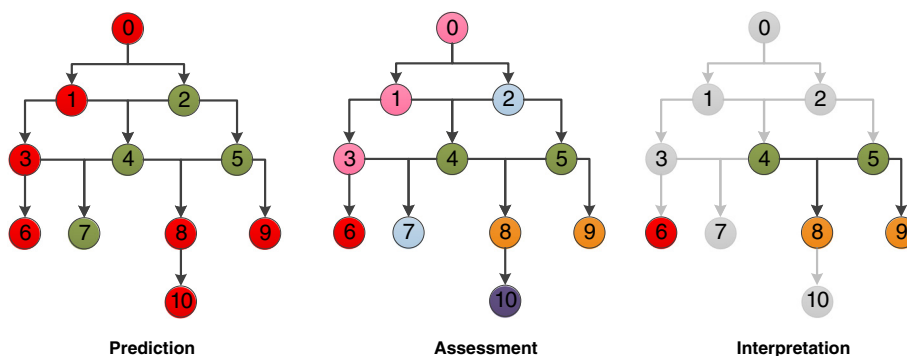 0 0 0
1 2 1 2 1 2
3 4 5 3 4 5 3 4 5
6 7 8 9 6 7 8 9 6 7 8 9
10 10 10
Prediction Assessment Interpretation